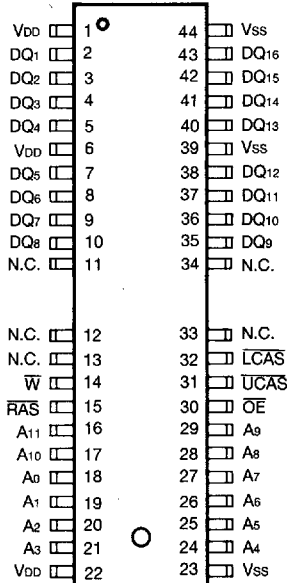 VDD 1 44 VSS
DQ1 2 43 DQ16
DQ2 3 42 DQ15
DQ3 4 41 DQ14
DQ4 5 40 DQ13
VDD 6 39 VSS
DQ5 7 38 DQ12
DQ6 8 37 DQ11
DQ7 9 36 DQ10
DQ8 10 35 DQ9
N.C. 11 34 N.C.
N.C. 12 33 N.C.
N.C. 13 32 L̅C̅A̅S̅
W̅ 14 31 U̅C̅A̅S̅
R̅A̅S̅ 15 30 O̅E̅
A11 16 29 A9
A10 17 28 A8
A0 18 27 A7
A1 19 26 A6
A2 20 25 A5
A3 21 24 A4
VDD 22 23 VSS